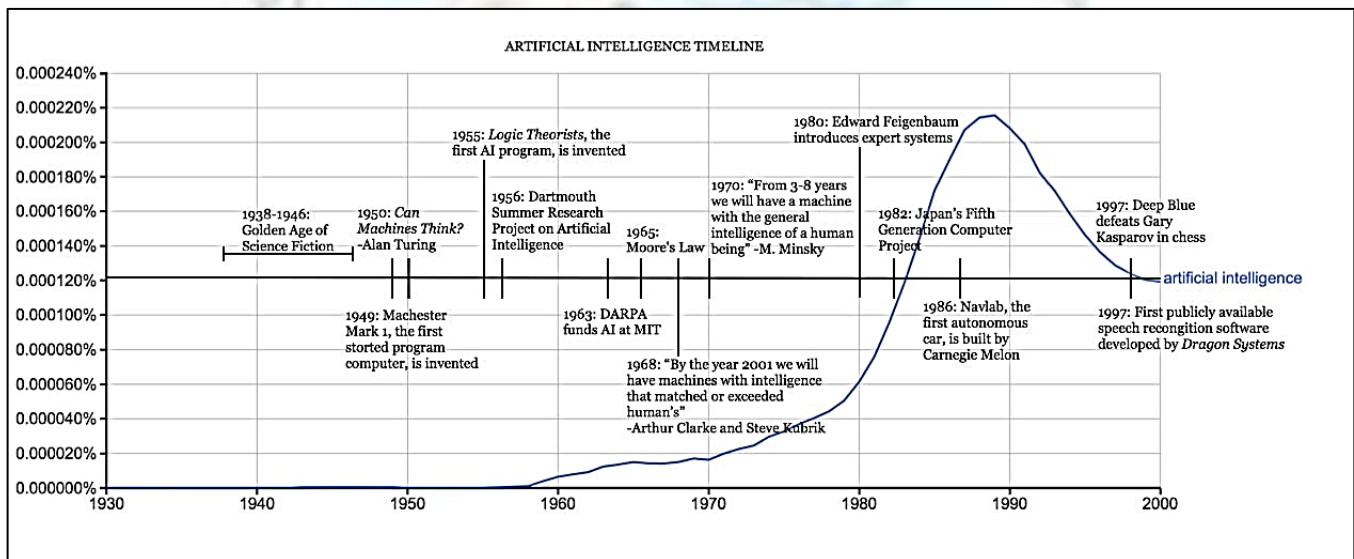 ARTIFICIAL INTELLIGENCE TIMELINE
0.000240%
0.000220%
0.000200%
0.000180%
0.000160%
0.000140%
0.000120%
0.000100%
0.000080%
0.000060%
0.000040%
0.000020%
0.000000%
1938-1946:
Golden Age of
Science Fiction
1950: Can
Machines Think?
-Alan Turing
1949: Machester
Mark 1, the first
storted program
computer, is invented
1955: Logic Theorists, the
first AI program, is invented
1956: Dartmouth
Summer Research
Project on Artificial
Intelligence
1963: DARPA
funds AI at MIT
1965:
Moore's Law
1968: "By the year 2001 we will
have machines with intelligence
that matched or exceeded
human's"
-Arthur Clarke and Steve Kubrik
1970: "From 3-8 years
we will have a machine
with the general
intelligence of a human
being" -M. Minsky
1980: Edward Feigenbaum
introduces expert systems
1982: Japan's Fifth
Generation Computer
Project
1986: Navlab, the
first autonomous
car, is built by
Carnegie Melon
1997: Deep Blue
defeats Gary
Kasparov in chess
artificial intelligence
1997: First publicly available
speech recongition software
developed by Dragon Systems
1930
1940
1950
1960
1970
1980
1990
2000